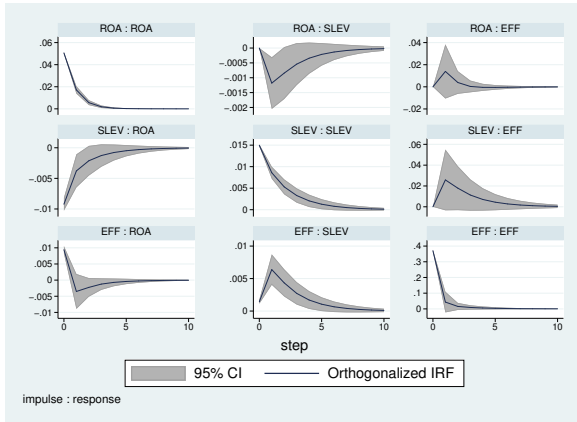 ROA : ROA
ROA : SLEV
ROA : EFF
.06
.04
.02
0
0
-.0005
-.001
-.0015
-.002
.04
.02
0
-.02
SLEV : ROA
SLEV : SLEV
SLEV : EFF
0
-.005
-.01
.015
.01
.005
0
.06
.04
.02
0
EFF : ROA
EFF : SLEV
EFF : EFF
.01
.005
0
-.005
-.01
.01
.005
0
.4
.3
.2
.1
0
0 5 10
0 5 10
0 5 10
step
95% CI
Orthogonalized IRF
impulse : response